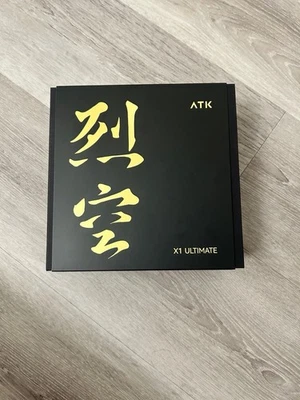 烈空
ATK
X1 ULTIMATE